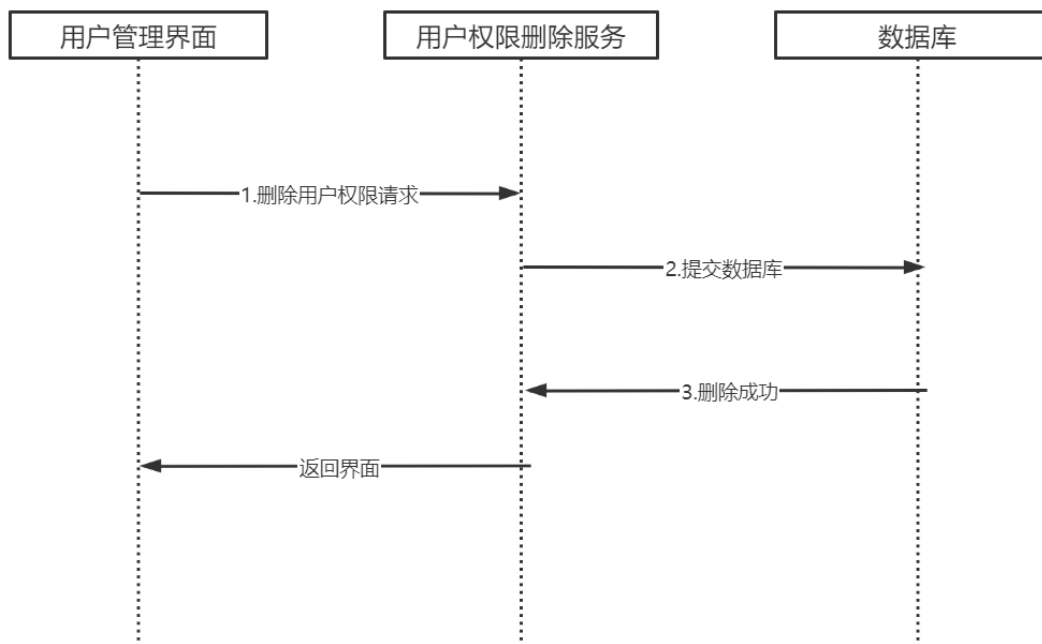 用户管理界面
用户权限删除服务
数据库
1.删除用户权限请求
2.提交数据库
3.删除成功
返回界面